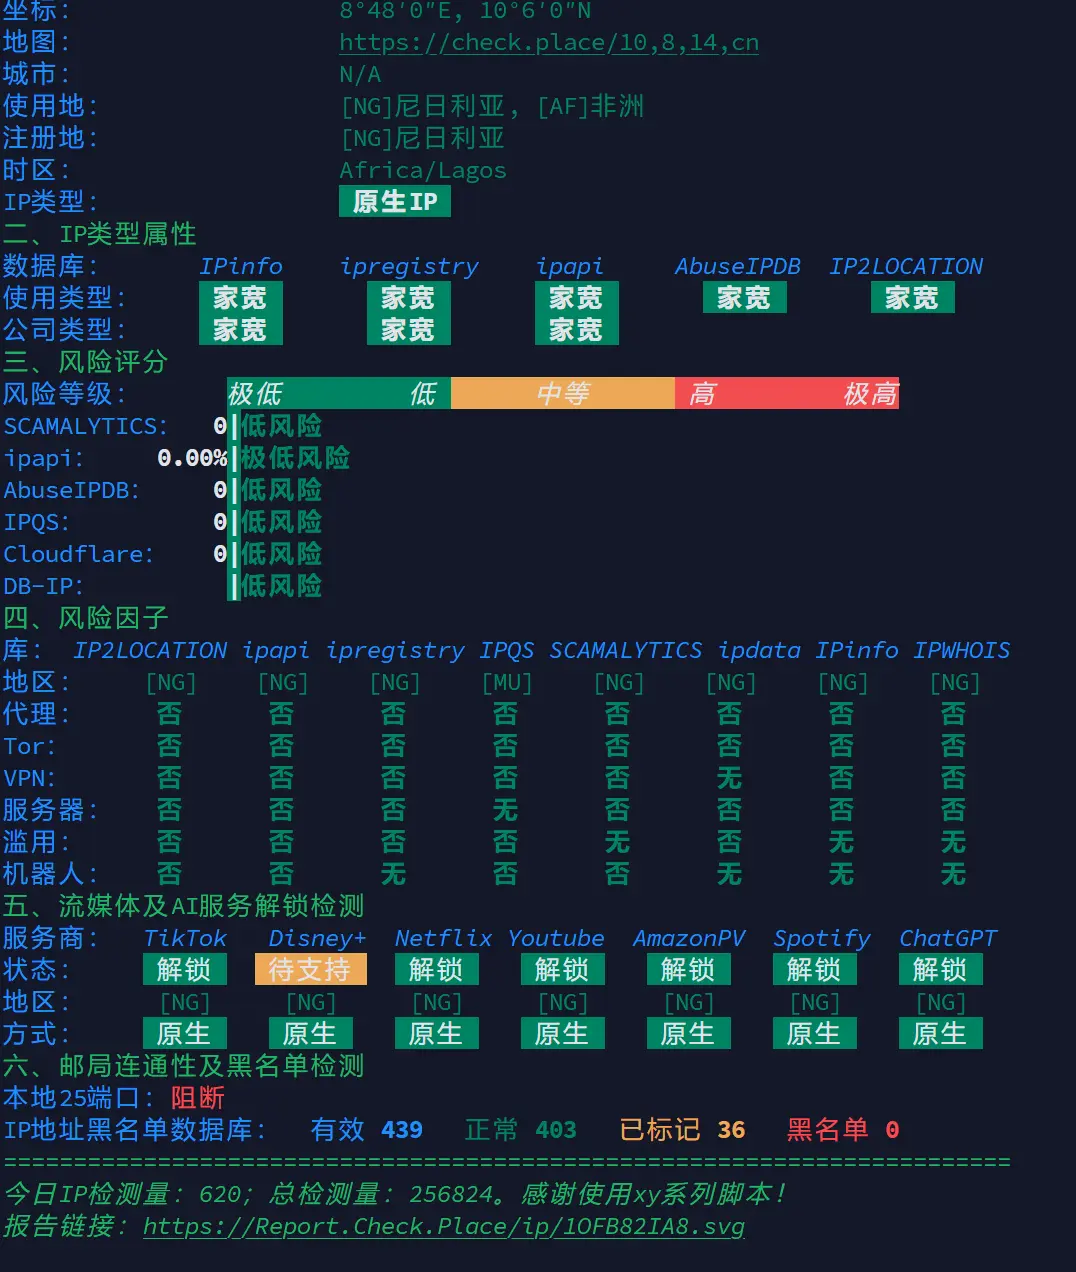 坐标： 8°48′0″E, 10°6′0″N
地图： https://check.place/10,8,14,cn
城市： N/A
使用地： [NG]尼日利亚, [AF]非洲
注册地： [NG]尼日利亚
时区： Africa/Lagos
IP类型： 原生IP
二、IP类型属性
数据库： IPinfo ipregistry ipapi AbuseIPDB IP2LOCATION
使用类型： 家宽 家宽 家宽 家宽 家宽
公司类型： 家宽 家宽 家宽
三、风险评分
风险等级： 极低 低 中等 高 极高
SCAMALYTICS： 0|低风险
ipapi： 0.00%|极低风险
AbuseIPDB： 0|低风险
IPQS： 0|低风险
Cloudflare： 0|低风险
DB-IP： |低风险
四、风险因子
库： IP2LOCATION ipapi ipregistry IPQS SCAMALYTICS ipdata IPinfo IPWHOIS
地区： [NG] [NG] [NG] [MU] [NG] [NG] [NG] [NG]
代理： 否 否 否 否 否 否 否 否
Tor： 否 否 否 否 否 否 否 否
VPN： 否 否 否 否 否 无 否 否
服务器： 否 否 否 无 否 否 否 否
滥用： 否 否 否 否 无 否 无 无
机器人： 否 否 无 否 否 无 无 无
五、流媒体及AI服务解锁检测
服务商： TikTok Disney+ Netflix Youtube AmazonPV Spotify ChatGPT
状态： 解锁 待支持 解锁 解锁 解锁 解锁 解锁
地区： [NG] [NG] [NG] [NG] [NG] [NG] [NG]
方式： 原生 原生 原生 原生 原生 原生 原生
六、邮局连通性及黑名单检测
本地25端口：阻断
IP地址黑名单数据库： 有效 439 正常 403 已标记 36 黑名单 0
========================================================================
今日IP检测量：620；总检测量：256824。感谢使用xy系列脚本！
报告链接：https://Report.Check.Place/ip/1OFB82IA8.svg